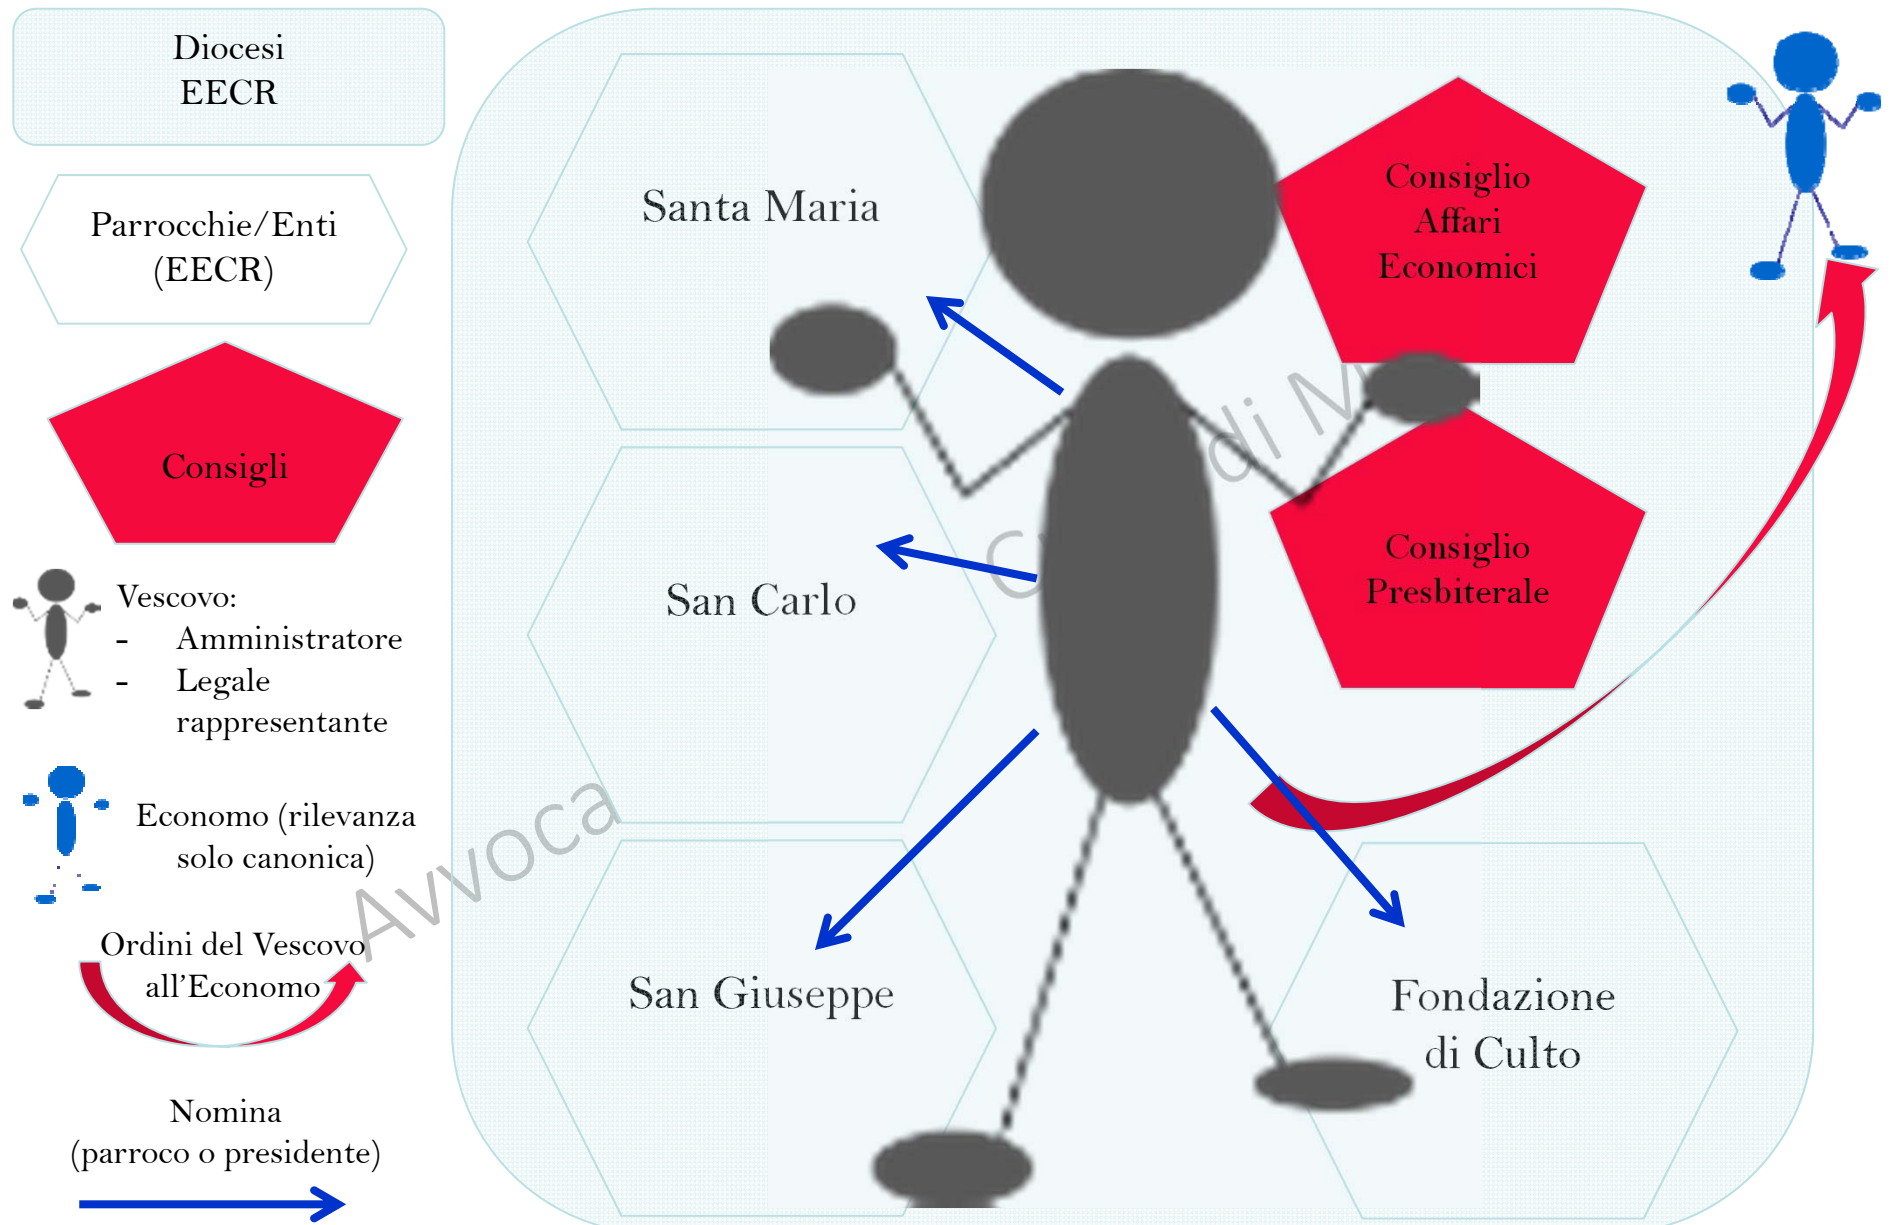 Diocesi
EECR
Parrocchie/Enti
(EECR)
Consigli
Vescovo:
- Amministratore
- Legale
rappresentante
Economo (rilevanza
solo canonica)
Ordini del Vescovo
all'Economo
Nomina
(parroco o presidente)
Santa Maria
San Carlo
San Giuseppe
Consiglio
Affari
Economici
Consiglio
Presbiterale
Fondazione
di Culto
Avvoca
di M